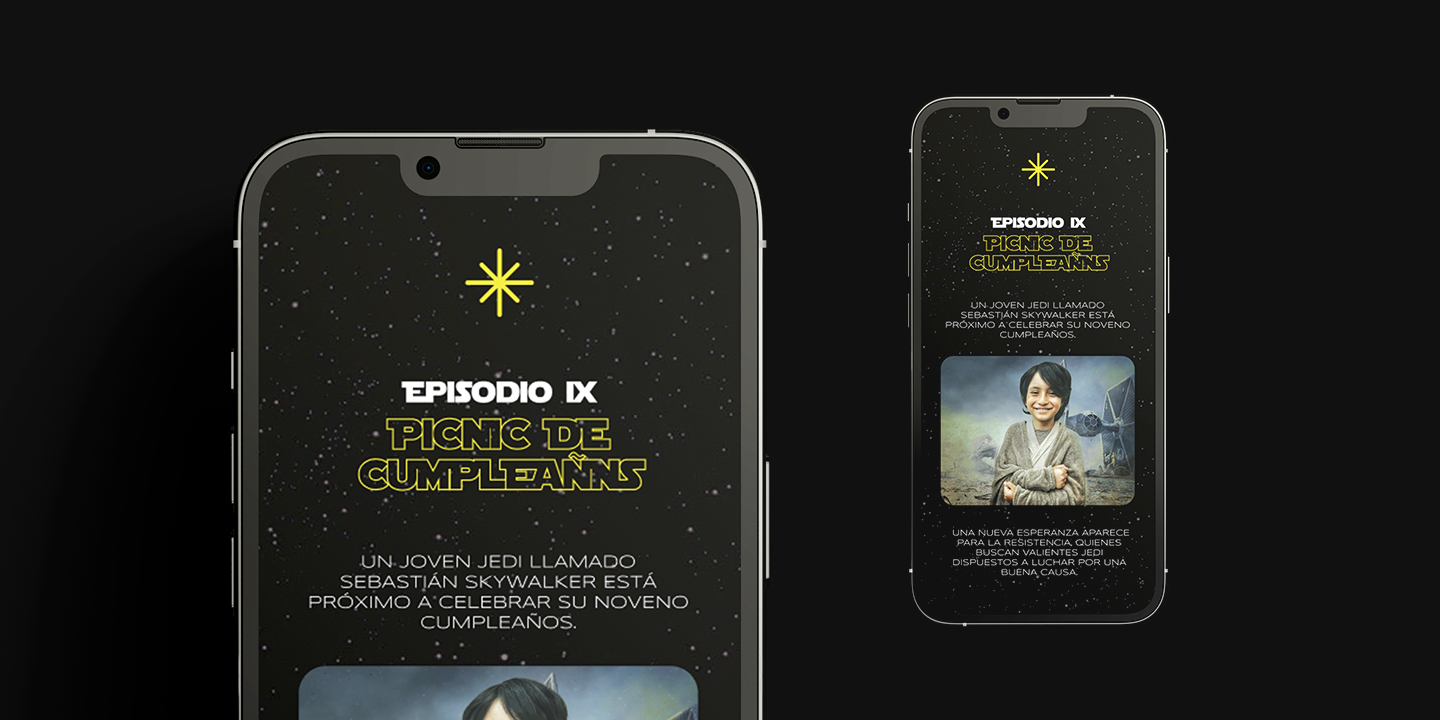 EPISODIO IX
PICNIC DE
CUMPLEAÑNS
UN JOVEN JEDI LLAMADO
SEBASTIÁN SKYWALKER ESTÁ
PRÓXIMO A CELEBRAR SU NOVENO
CUMPLEAÑOS.
EPISODIO IX
PICNIC DE
CUMPLEAÑNS
UN JOVEN JEDI LLAMADO
SEBASTIÁN SKYWALKER ESTÁ
PRÓXIMO A CELEBRAR SU NOVENO
CUMPLEAÑOS.
UNA NUEVA ESPERANZA APARECE
PARA LA RESISTENCIA, QUIENES
BUSCAN VALIENTES JEDI
DISPUESTOS A LUCHAR POR UNA
BUENA CAUSA.